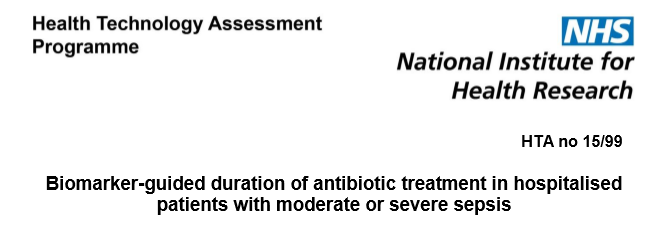 Health Technology Assessment
Programme
NHS
National Institute for
Health Research
HTA no 15/99
Biomarker-guided duration of antibiotic treatment in hospitalised
patients with moderate or severe sepsis